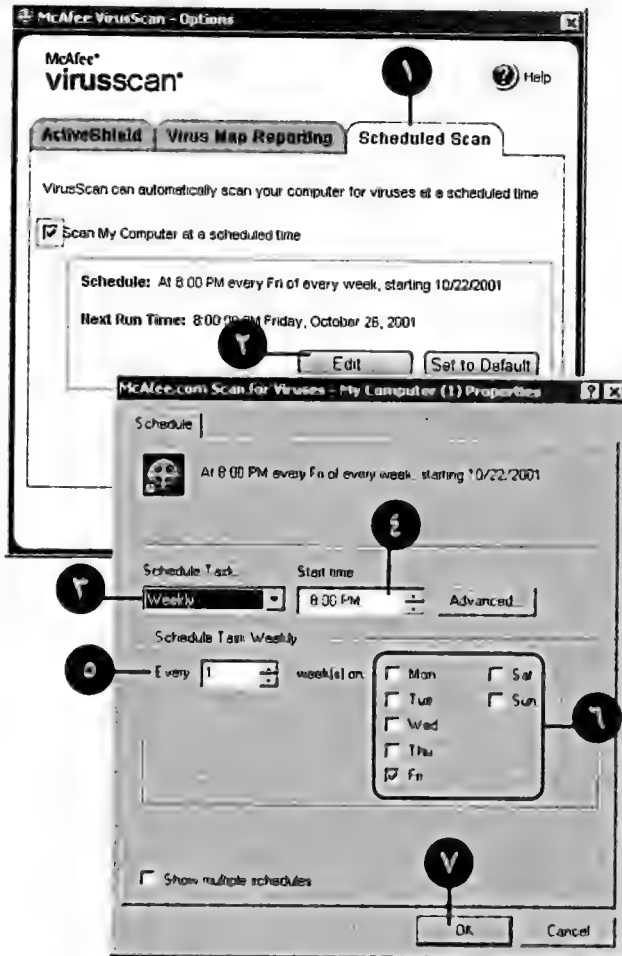 McAfee VirusScan - Options
McAfee
virusscan
١
Help
ActiveShield Virus Map Reporting Scheduled Scan
VirusScan can automatically scan your computer for viruses at a scheduled time
Scan My Computer at a scheduled time
Schedule: At 8 00 PM every Fri of every week, starting 10/22/2001
Next Run Time: 8:00:00 PM Friday, October 26, 2001
٢
Edit Set to Default
McAfee.com Scan for Viruses - My Computer (1) Properties
Schedule
At 8 00 PM every Fri of every week, starting 10/22/2001
٤
Schedule Task Start time
٣ Weekly 8:00 PM Advanced...
Schedule Task Weekly
٥ Every 1 week(s) on: Mon Sat
Tue Sun
Wed
٦
Thu
Fri
٧
Show multiple schedules
OK Cancel